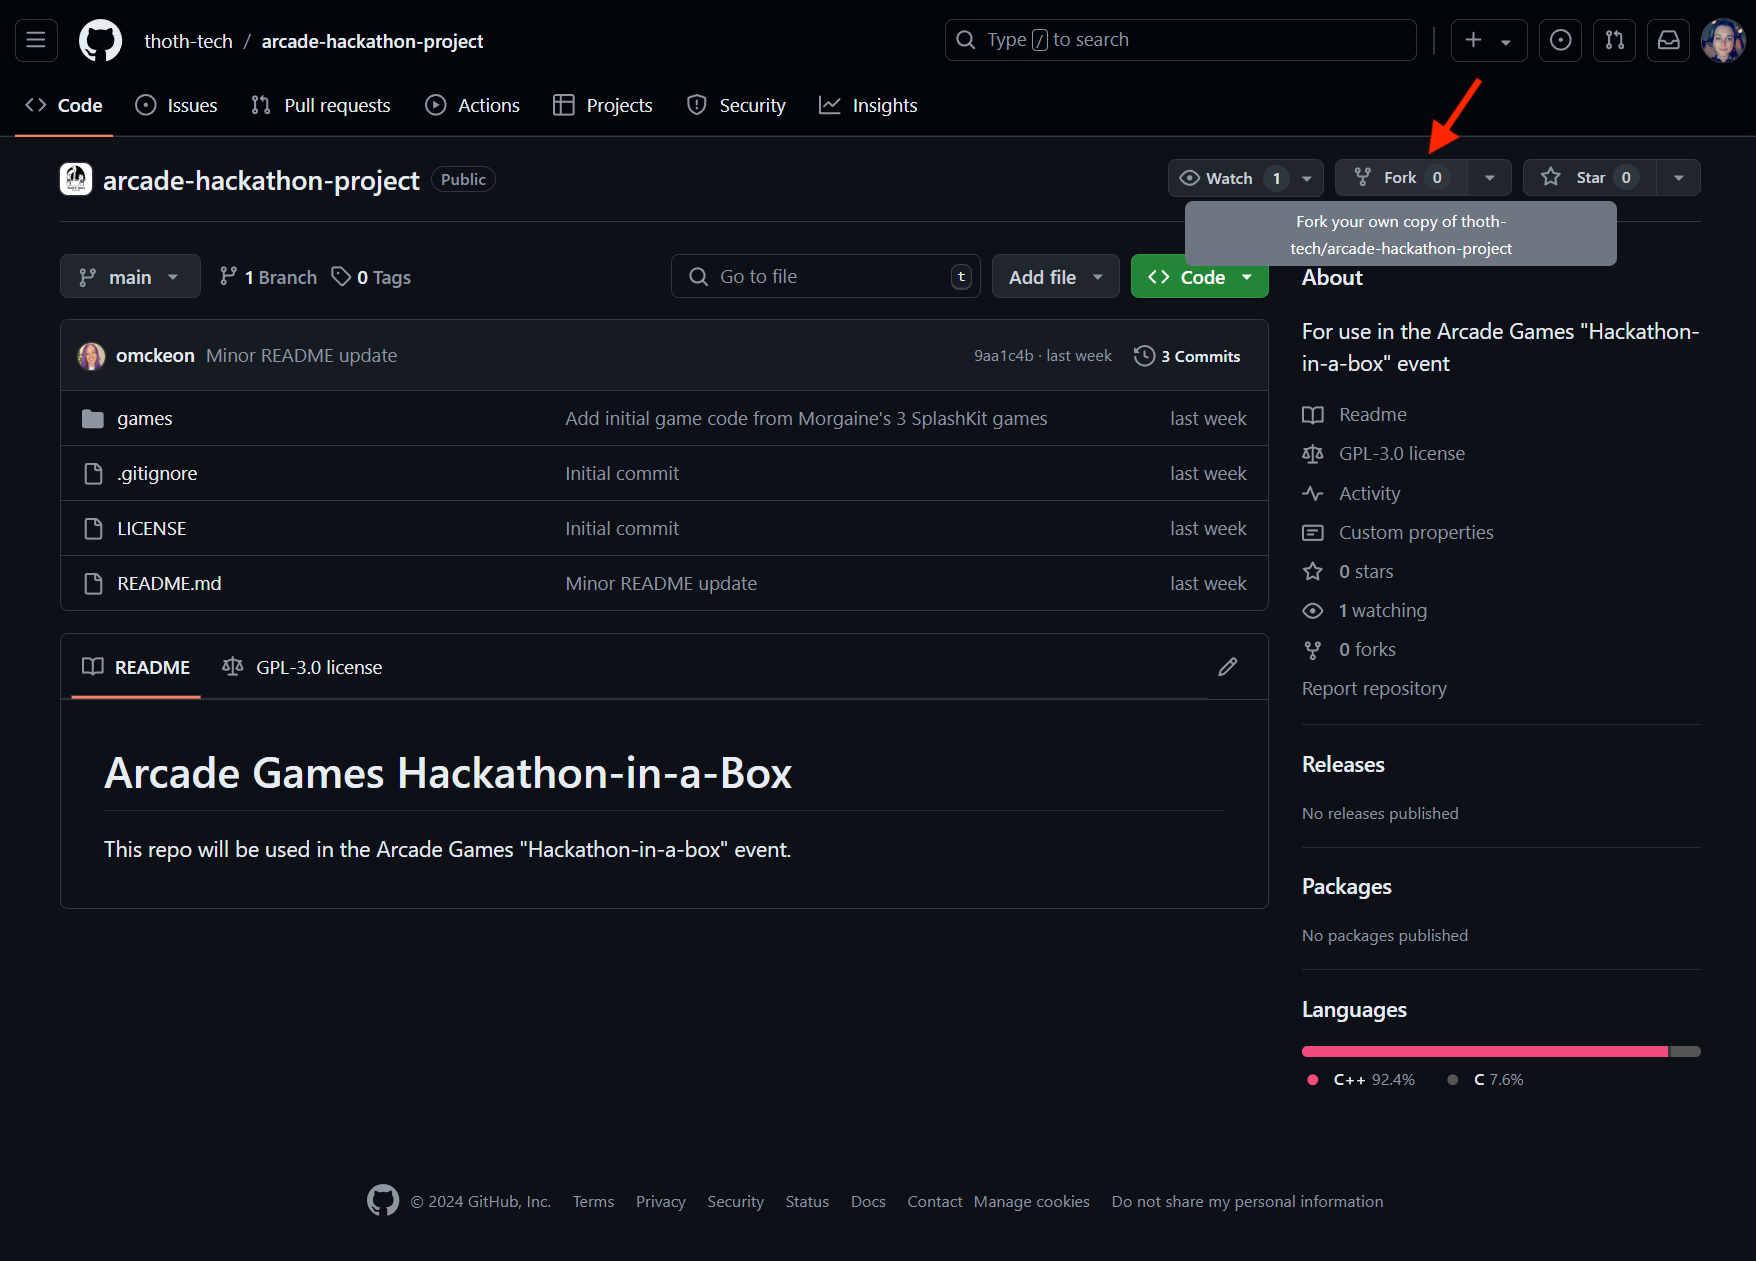 thoth-tech / arcade-hackathon-project
Type / to search
Code
Issues
Pull requests
Actions
Projects
Security
Insights
arcade-hackathon-project Public
Watch 1
Fork 0
Star 0
Fork your own copy of thoth-
tech/arcade-hackathon-project
main
1 Branch
0 Tags
Go to file t
Add file
Code
omckeon Minor README update 9aa1c4b · last week 3 Commits
games Add initial game code from Morgaine's 3 SplashKit games last week
.gitignore Initial commit last week
LICENSE Initial commit last week
README.md Minor README update last week
README
GPL-3.0 license
Arcade Games Hackathon-in-a-Box
This repo will be used in the Arcade Games "Hackathon-in-a-box" event.
About
For use in the Arcade Games "Hackathon-
in-a-box" event
Readme
GPL-3.0 license
Activity
Custom properties
0 stars
1 watching
0 forks
Report repository
Releases
No releases published
Packages
No packages published
Languages
C++ 92.4% C 7.6%
© 2024 GitHub, Inc. Terms Privacy Security Status Docs Contact Manage cookies Do not share my personal information